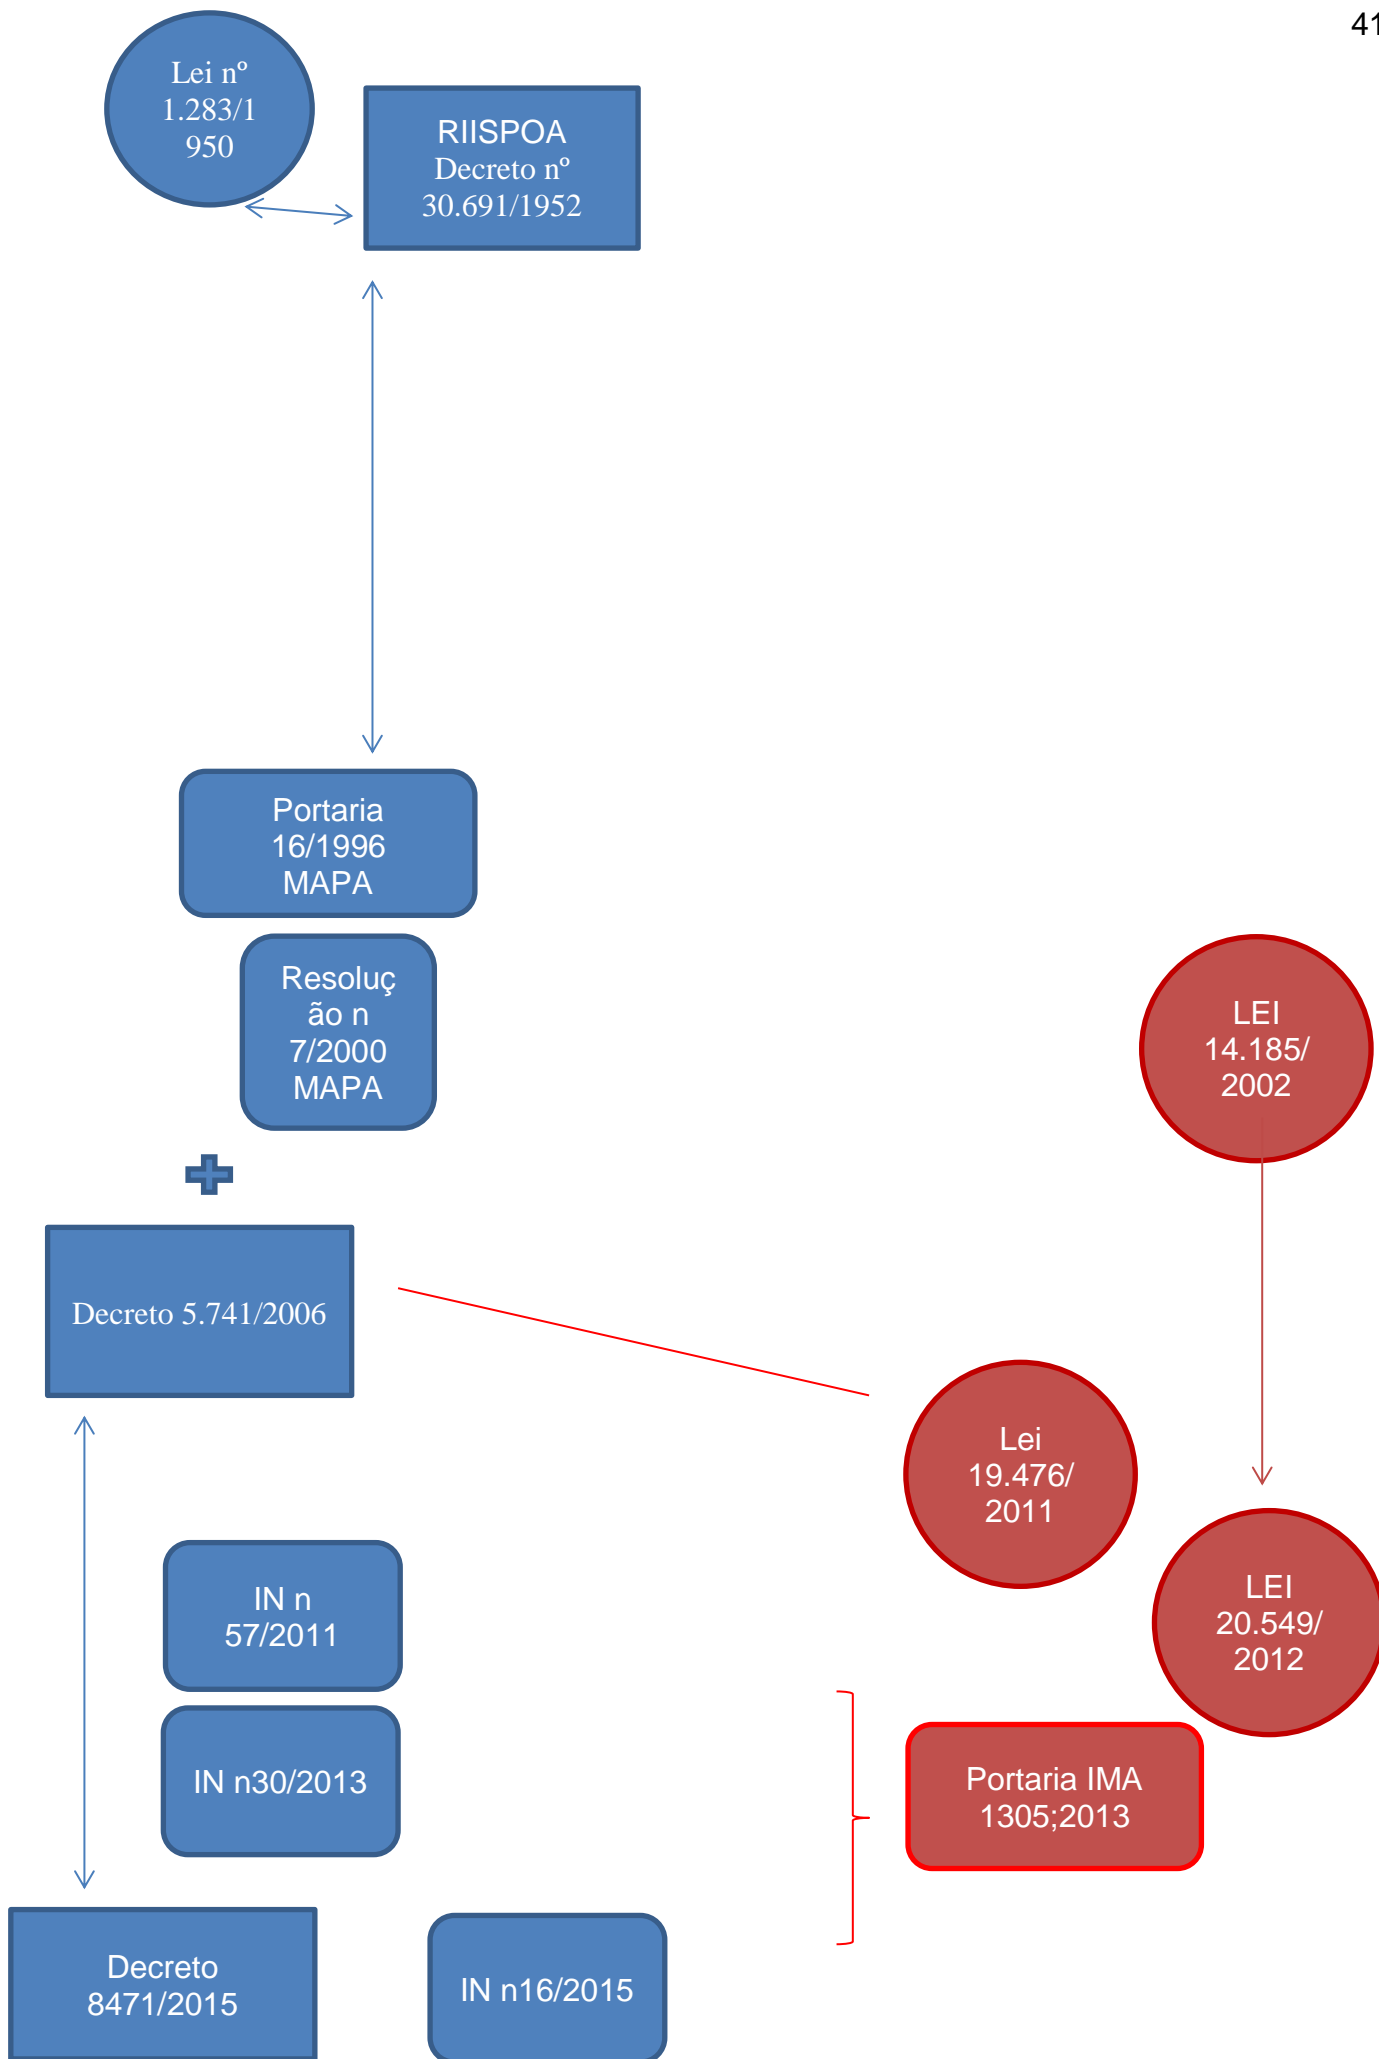 41
Lei nº
1.283/1
950
RIISPOA
Decreto nº
30.691/1952
Portaria
16/1996
MAPA
Resoluç
ão n
7/2000
MAPA
LEI
14.185/
2002
Decreto 5.741/2006
Lei
19.476/
2011
IN n
57/2011
LEI
20.549/
2012
IN n30/2013
Portaria IMA
1305;2013
Decreto
8471/2015
IN n16/2015